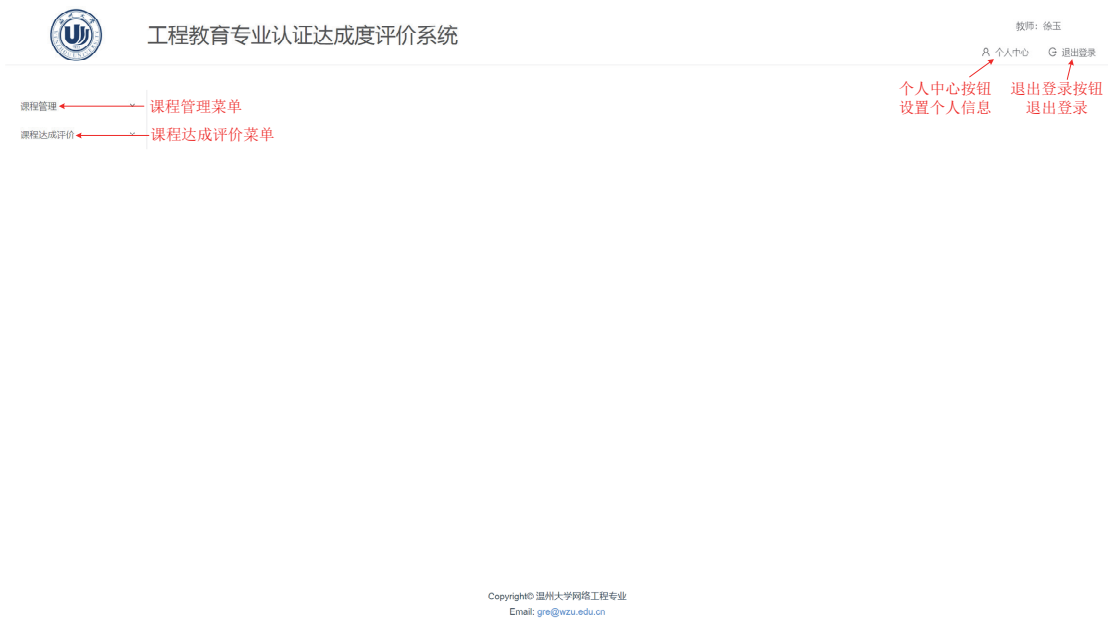 工程教育专业认证达成度评价系统
教师：徐玉
个人中心 退出登录
个人中心按钮 退出登录按钮
设置个人信息 退出登录
课程管理 课程管理菜单
课程达成评价 课程达成评价菜单
Copyright© 温州大学网络工程专业
Email: gre@wzu.edu.cn